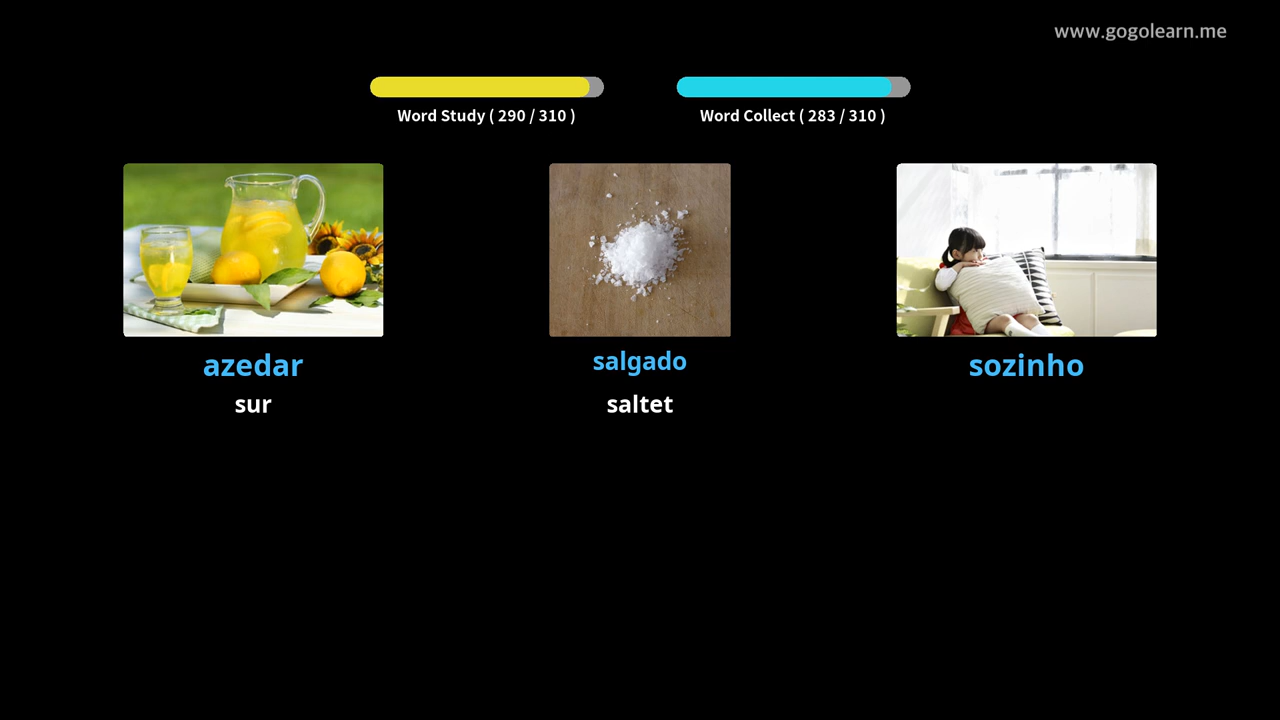 www.gogolearn.me
Word Study ( 290 / 310 )
Word Collect ( 283 / 310 )
azedar
salgado
sozinho
sur
saltet